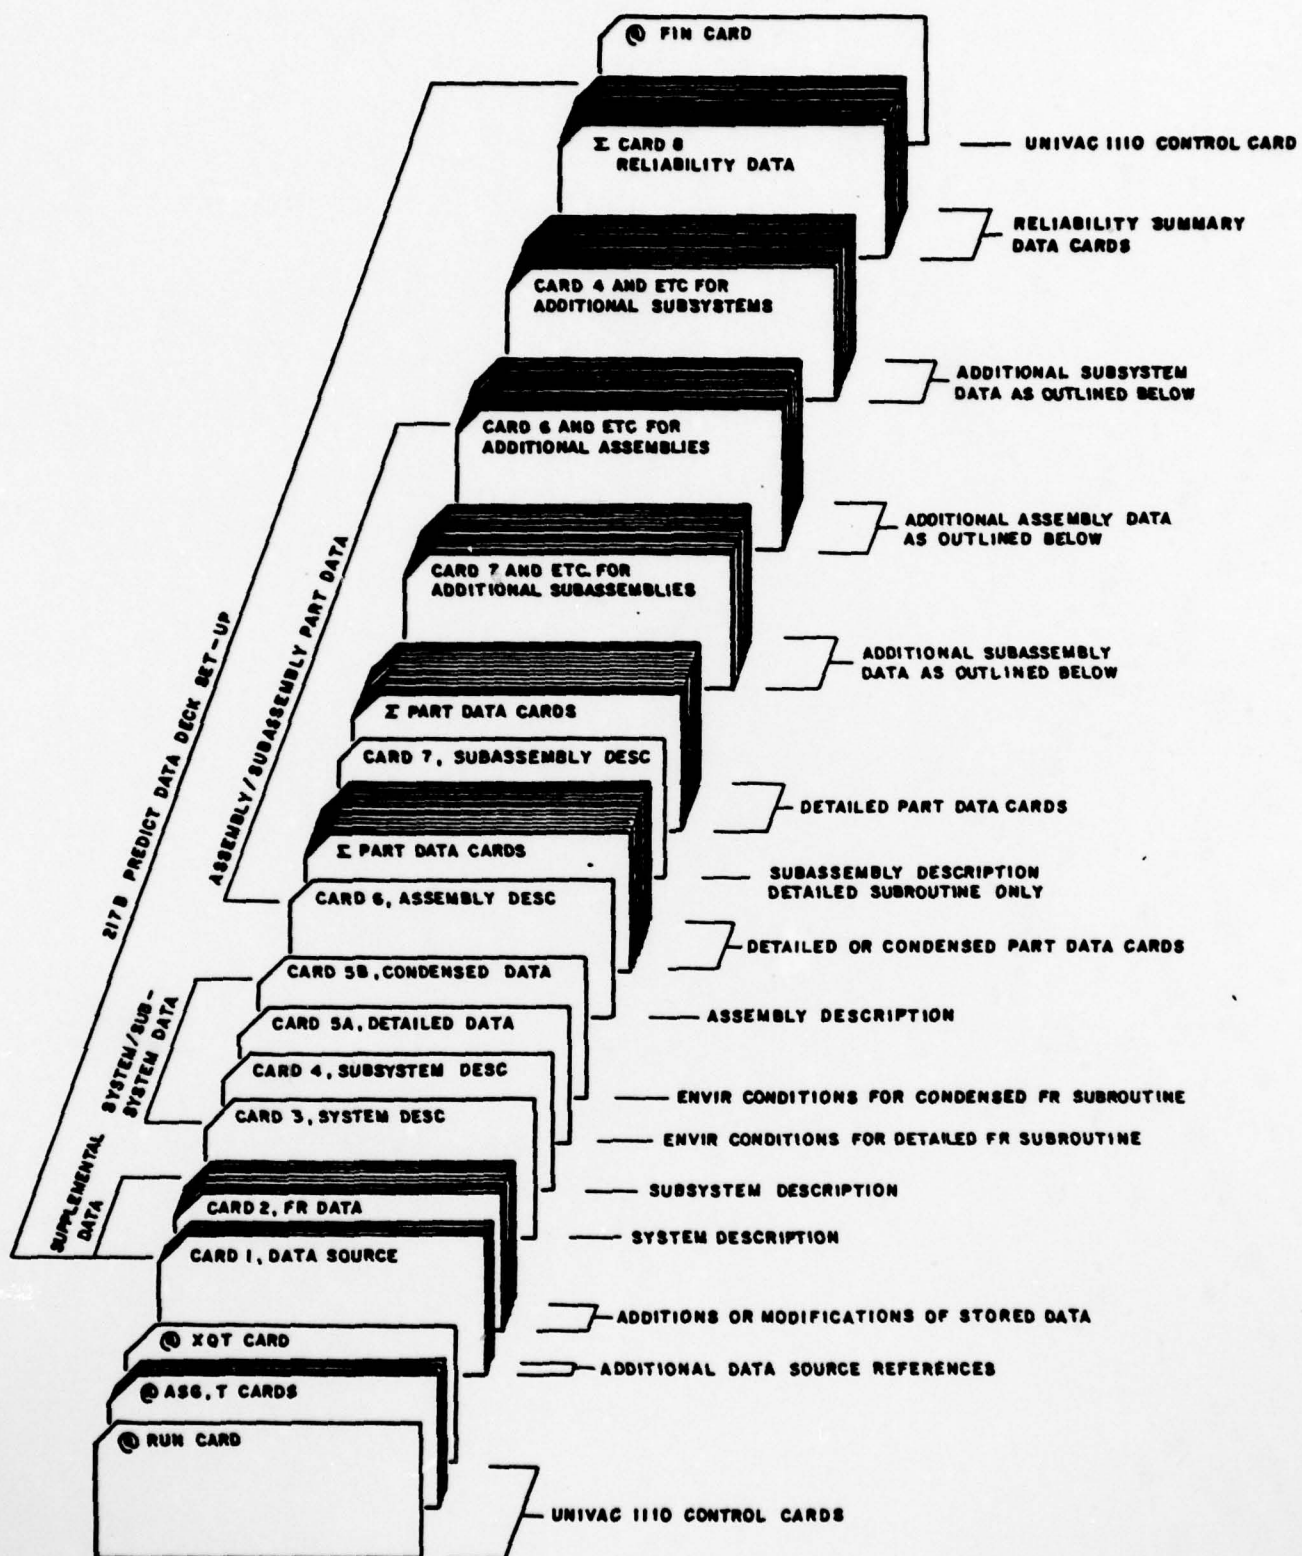 @ FIN CARD
Σ CARD 8
RELIABILITY DATA
UNIVAC 1110 CONTROL CARD
RELIABILITY SUMMARY
DATA CARDS
CARD 4 AND ETC FOR
ADDITIONAL SUBSYSTEMS
ADDITIONAL SUBSYSTEM
DATA AS OUTLINED BELOW
CARD 6 AND ETC FOR
ADDITIONAL ASSEMBLIES
ADDITIONAL ASSEMBLY DATA
AS OUTLINED BELOW
CARD 7 AND ETC. FOR
ADDITIONAL SUBASSEMBLIES
ADDITIONAL SUBASSEMBLY
DATA AS OUTLINED BELOW
Σ PART DATA CARDS
CARD 7, SUBASSEMBLY DESC
DETAILED PART DATA CARDS
Σ PART DATA CARDS
SUBASSEMBLY DESCRIPTION
DETAILED SUBROUTINE ONLY
CARD 6, ASSEMBLY DESC
DETAILED OR CONDENSED PART DATA CARDS
CARD 5B, CONDENSED DATA
CARD 5A, DETAILED DATA
ASSEMBLY DESCRIPTION
CARD 4, SUBSYSTEM DESC
ENVIR CONDITIONS FOR CONDENSED FR SUBROUTINE
CARD 3, SYSTEM DESC
ENVIR CONDITIONS FOR DETAILED FR SUBROUTINE
SUBSYSTEM DESCRIPTION
CARD 2, FR DATA
SYSTEM DESCRIPTION
CARD 1, DATA SOURCE
ADDITIONS OR MODIFICATIONS OF STORED DATA
@ XQT CARD
ADDITIONAL DATA SOURCE REFERENCES
@ ASG, T CARDS
@ RUN CARD
UNIVAC 1110 CONTROL CARDS
217B PREDICT DATA DECK SET-UP
ASSEMBLY/SUBASSEMBLY PART DATA
SYSTEM/SUB-
SYSTEM DATA
SUPPLEMENTAL
DATA